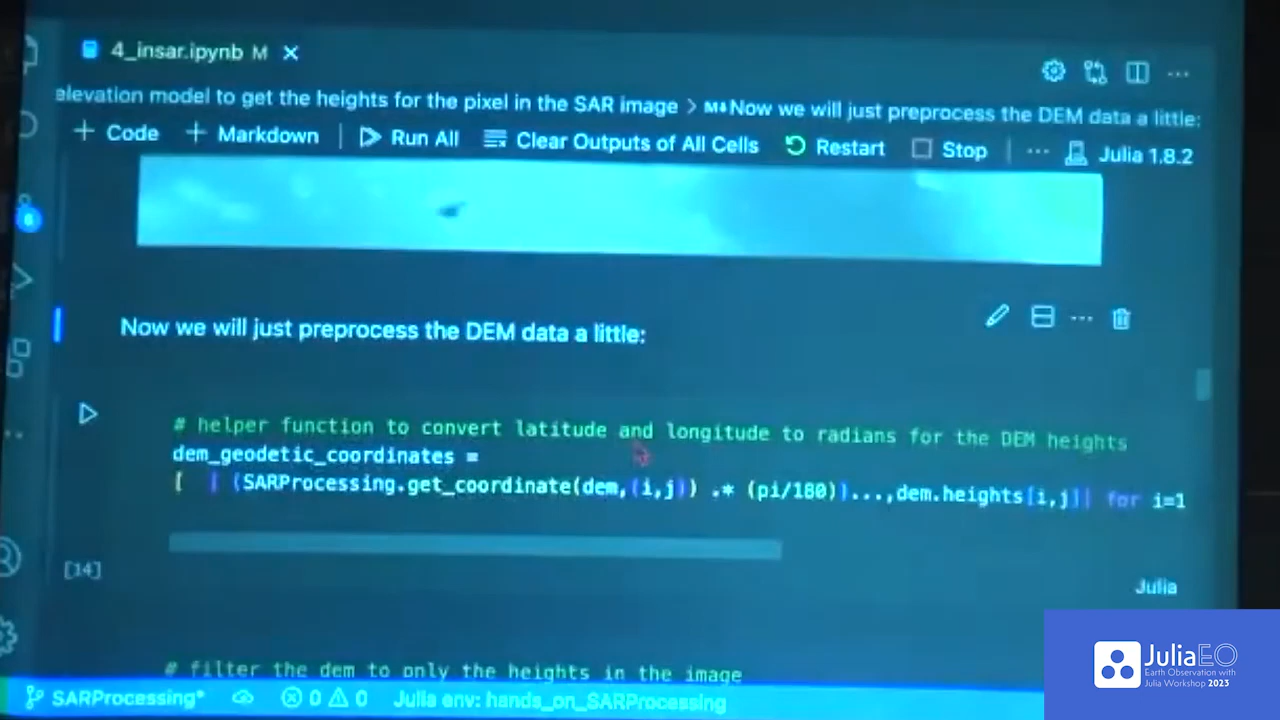 4_insar.ipynb M
elevation model to get the heights for the pixel in the SAR image > M↓Now we will just preprocess the DEM data a little:
+ Code + Markdown Run All Clear Outputs of All Cells Restart Stop ... Julia 1.8.2
6
Now we will just preprocess the DEM data a little:
# helper function to convert latitude and longitude to radians for the DEM heights
dem_geodetic_coordinates =
[ [ (SARProcessing.get_coordinate(dem,(i,j)) .* (pi/180))...,dem.heights[i,j]] for i=1
[14]
Julia
# filter the dem to only the heights in the image
SARProcessing* 0 0 Julia env: hands_on_SARProcessing
JuliaEO
Earth Observation with
Julia Workshop 2023